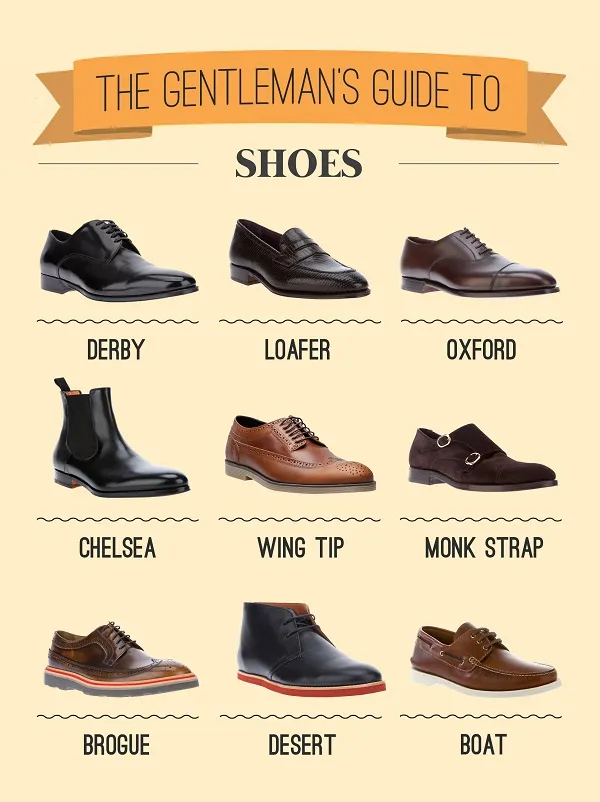 THE GENTLEMAN'S GUIDE TO
SHOES
DERBY
LOAFER
OXFORD
CHELSEA
WING TIP
MONK STRAP
BROGUE
DESERT
BOAT